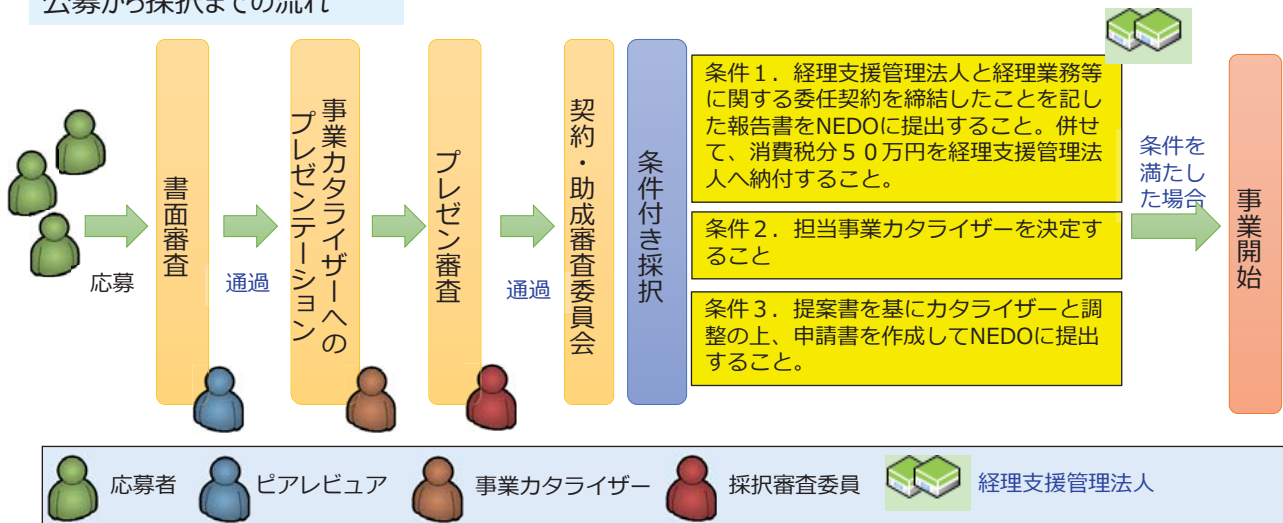 公募から採択までの流れ
応募
書面審査
通過
事業カタライザーへの
プレゼンテーション
プレゼン審査
通過
契約・助成審査委員会
条件付き採択
条件１．経理支援管理法人と経理業務等
に関する委任契約を締結したことを記し
た報告書をNEDOに提出すること。併せ
て、消費税分５０万円を経理支援管理法
人へ納付すること。
条件２．担当事業カタライザーを決定す
ること
条件３．提案書を基にカタライザーと調
整の上、申請書を作成してNEDOに提出
すること。
条件を
満たし
た場合
事業開始
応募者
ピアレビュア
事業カタライザー
採択審査委員
経理支援管理法人